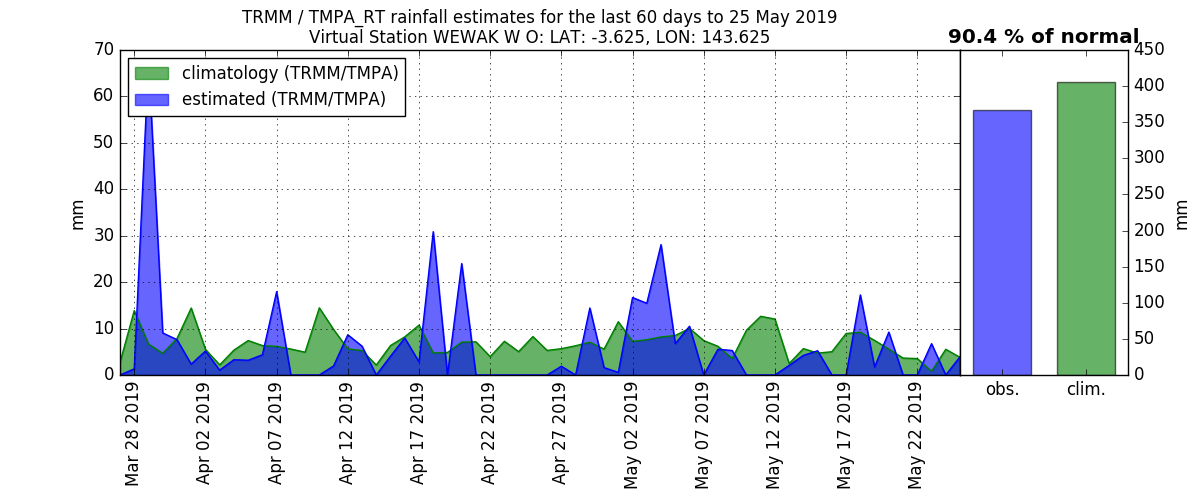 TRMM / TMPA_RT rainfall estimates for the last 60 days to 25 May 2019
Virtual Station WEWAK W O: LAT: -3.625, LON: 143.625
90.4 % of normal
climatology (TRMM/TMPA)
estimated (TRMM/TMPA)
mm
70
60
50
40
30
20
10
0
Mar 28 2019
Apr 02 2019
Apr 07 2019
Apr 12 2019
Apr 17 2019
Apr 22 2019
Apr 27 2019
May 02 2019
May 07 2019
May 12 2019
May 17 2019
May 22 2019
obs.
clim.
450
400
350
300
250
200
150
100
50
0
mm